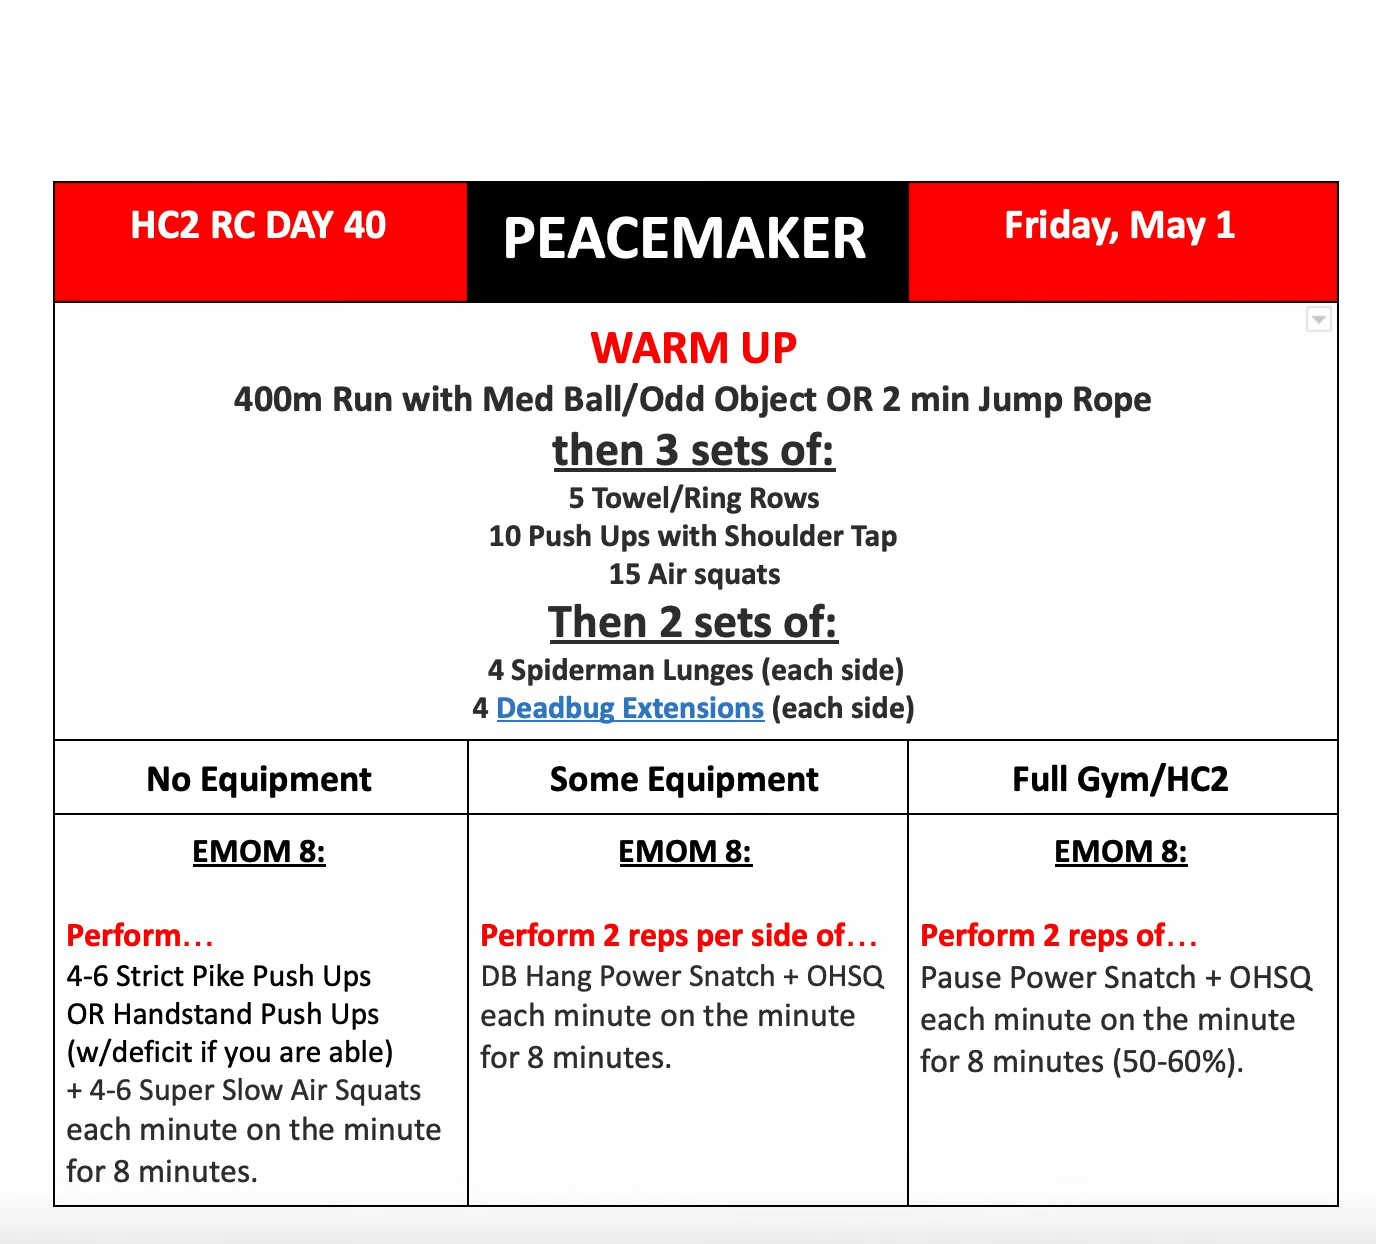 HC2 RC DAY 40
PEACEMAKER
Friday, May 1
WARM UP
400m Run with Med Ball/Odd Object OR 2 min Jump Rope
then 3 sets of:
5 Towel/Ring Rows
10 Push Ups with Shoulder Tap
15 Air squats
Then 2 sets of:
4 Spiderman Lunges (each side)
4 Deadbug Extensions (each side)
No Equipment
Some Equipment
Full Gym/HC2
EMOM 8:
Perform...
4-6 Strict Pike Push Ups
OR Handstand Push Ups
(w/deficit if you are able)
+ 4-6 Super Slow Air Squats
each minute on the minute
for 8 minutes.
EMOM 8:
Perform 2 reps per side of...
DB Hang Power Snatch + OHSQ
each minute on the minute
for 8 minutes.
EMOM 8:
Perform 2 reps of...
Pause Power Snatch + OHSQ
each minute on the minute
for 8 minutes (50-60%).